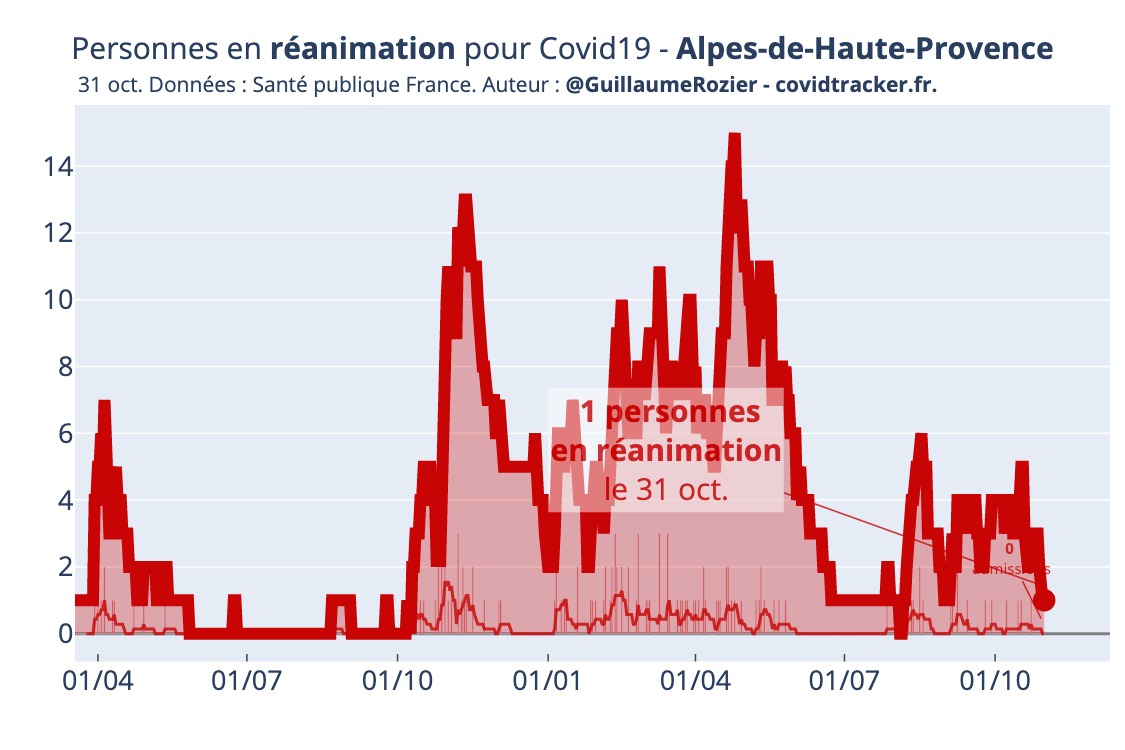 Personnes en réanimation pour Covid19 - Alpes-de-Haute-Provence
31 oct. Données : Santé publique France. Auteur : @GuillaumeRozier - covidtracker.fr.
14
12
10
8
6
4
2
0
1 personnes
en réanimation
le 31 oct.
0
admissions
01/04
01/07
01/10
01/01
01/04
01/07
01/10